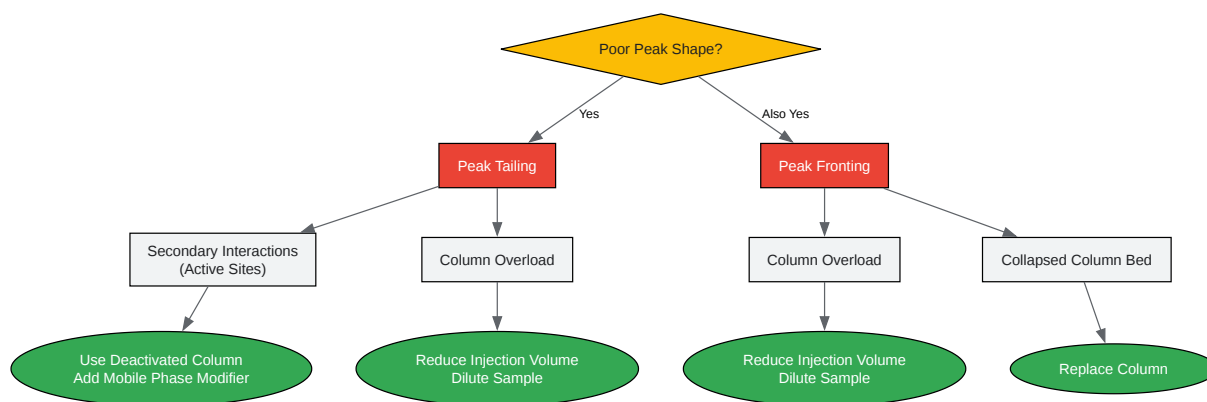 Poor Peak Shape?
Yes
Also Yes
Peak Tailing
Peak Fronting
Secondary Interactions
(Active Sites)
Column Overload
Column Overload
Collapsed Column Bed
Use Deactivated Column
Add Mobile Phase Modifier
Reduce Injection Volume
Dilute Sample
Reduce Injection Volume
Dilute Sample
Replace Column